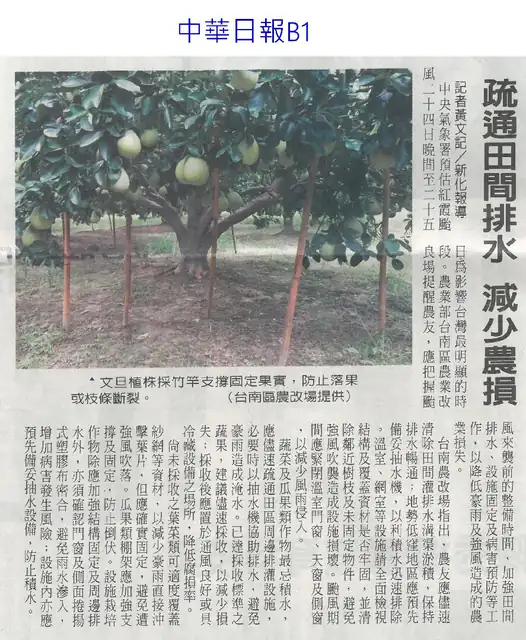 中華日報B1
疏通田間排水 減少農損
記者黃文記／新化報導
中央氣象署預估紅霞颱
風二十四日晚間至二十五
日為影響台灣最明顯的時
段。農業部台南區農業改
良場提醒農友，應把握颱
風來襲前的整備時間，加強田間
排水、設施固定及病害預防等工
作，以降低豪雨及強風造成的農
業損失。
台南農改場指出，農友應儘速
清除田間灌排水溝渠淤積，保持
排水暢通；地勢低窪地區應預先
備妥抽水機，以利積水迅速排除
。溫室、網室等設施請全面檢視
結構及覆蓋資材是否牢固，並清
除鄰近樹枝及未固定物件，避免
強風吹襲造成設施損壞。颱風期
間應緊閉溫室門窗、天窗及側窗
，以減少風雨侵入。
蔬菜及瓜果類作物最忌積水，
應儘速疏通田區周邊排灌設施，
必要時以抽水機協助排水，避免
豪雨造成淹水。已達採收標準之
蔬果，建議儘速採收，以減少損
失；採收後應置於通風良好或具
冷藏設備之場所，降低腐損率。
尚未採收之葉菜類可適度覆蓋
紗網等資材，以減少豪雨直接沖
擊葉片，但應確實固定，避免遭
強風吹落。瓜果類棚架應加強支
撐及固定，防止倒伏。設施栽培
作物除應加強結構固定及周邊排
水外，亦須確認門窗及側面捲揚
式塑膠布密合，避免雨水滲入，
增加病害發生風險；設施內亦應
預先備妥抽水設備，防止積水。
▲文旦植株採竹竿支撐固定果實，防止落果
或枝條斷裂。（台南區農改場提供）